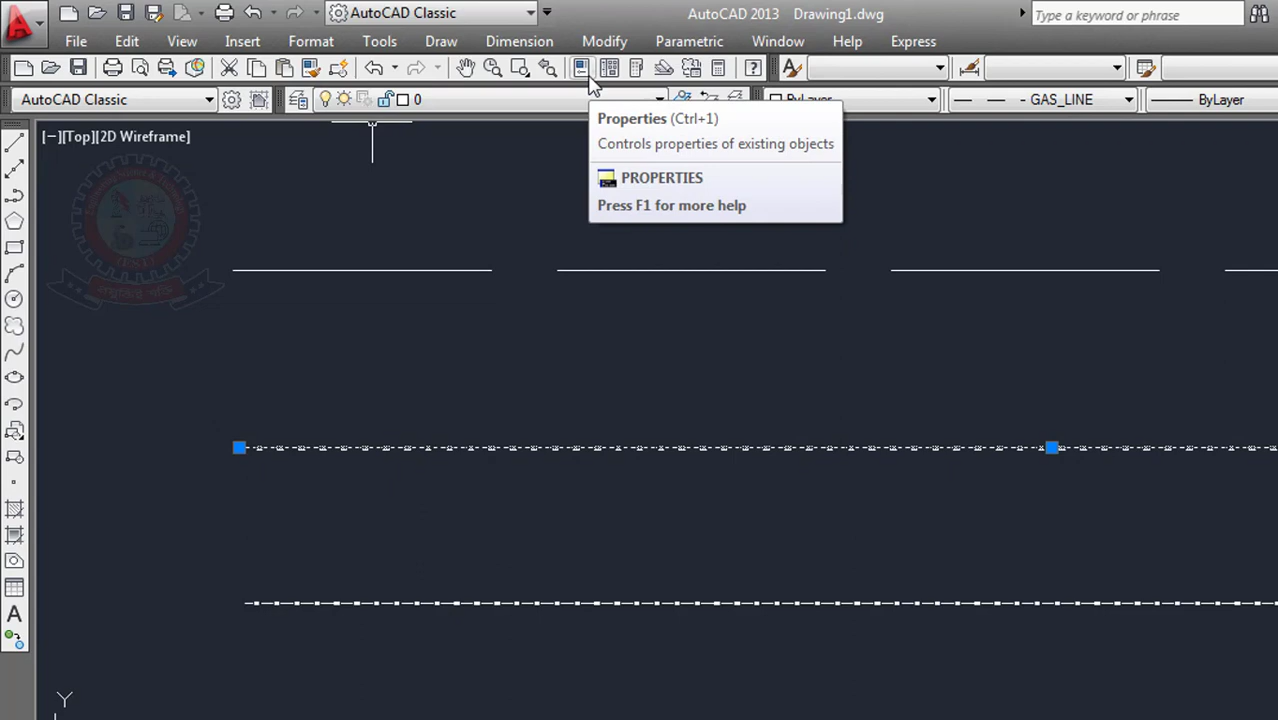 AutoCAD Classic
AutoCAD 2013 Drawing1.dwg
Type a keyword or phrase
File Edit View Insert Format Tools Draw Dimension Modify Parametric Window Help Express
AutoCAD Classic
0
ByLayer
GAS_LINE
ByLayer
[−][Top][2D Wireframe]
Properties (Ctrl+1)
Controls properties of existing objects
PROPERTIES
Press F1 for more help
A
Y